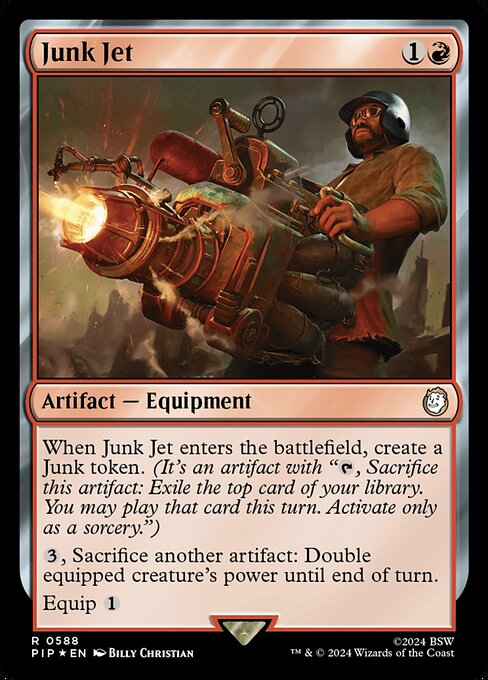 Junk Jet 1
Artifact — Equipment
When Junk Jet enters the battlefield, create a
Junk token. (It's an artifact with “, Sacrifice
this artifact: Exile the top card of your library.
You may play that card this turn. Activate only
as a sorcery.”)
3, Sacrifice another artifact: Double
equipped creature's power until end of turn.
Equip 1
R 0588
PIP★EN BILLY CHRISTIAN
©2024 BSW
™ & © 2024 Wizards of the Coast